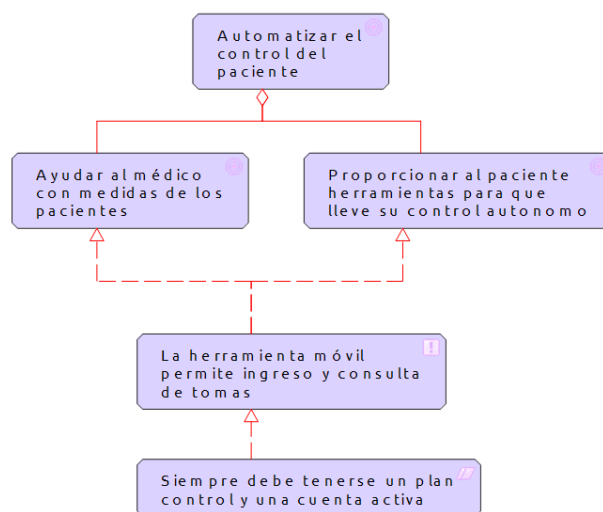 Automatizar el
control del
paciente
Ayudar al médico
con medidas de los
pacientes
Proporcionar al paciente
herramientas para que
lleve su control autonomo
La herramienta móvil
permite ingreso y consulta
de tomas
Siempre debe tenerse un plan
control y una cuenta activa